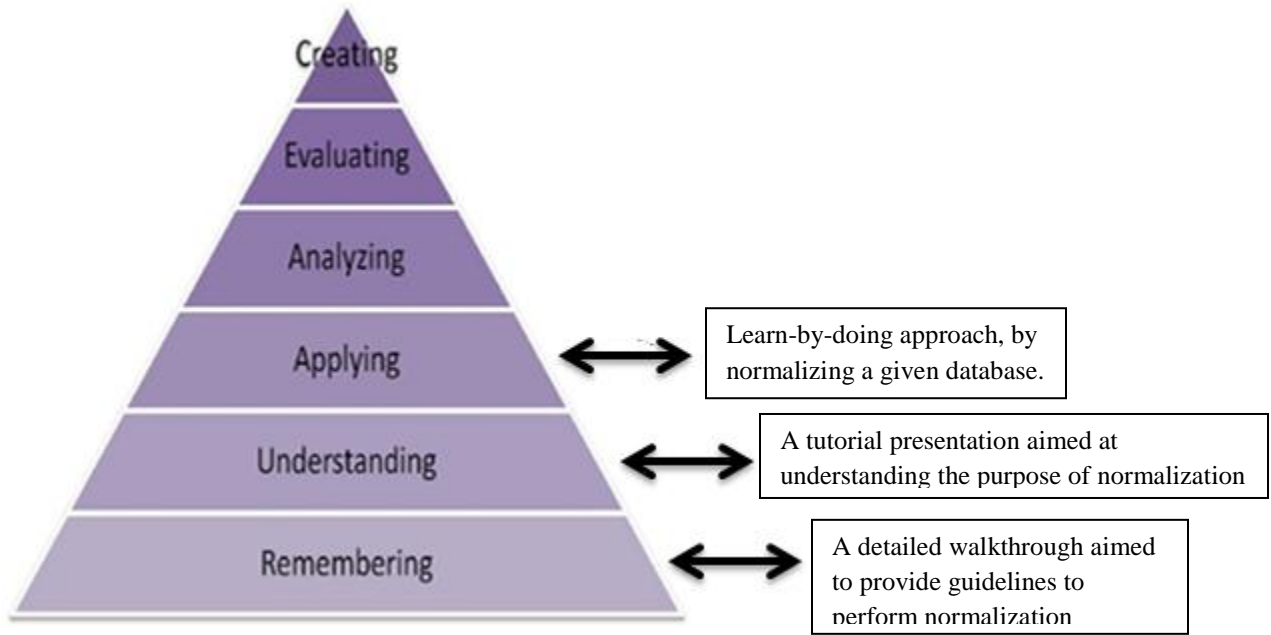 Creating
Evaluating
Analyzing
Applying
Learn-by-doing approach, by
normalizing a given database.
Understanding
A tutorial presentation aimed at
understanding the purpose of normalization
Remembering
A detailed walkthrough aimed
to provide guidelines to
perform normalization